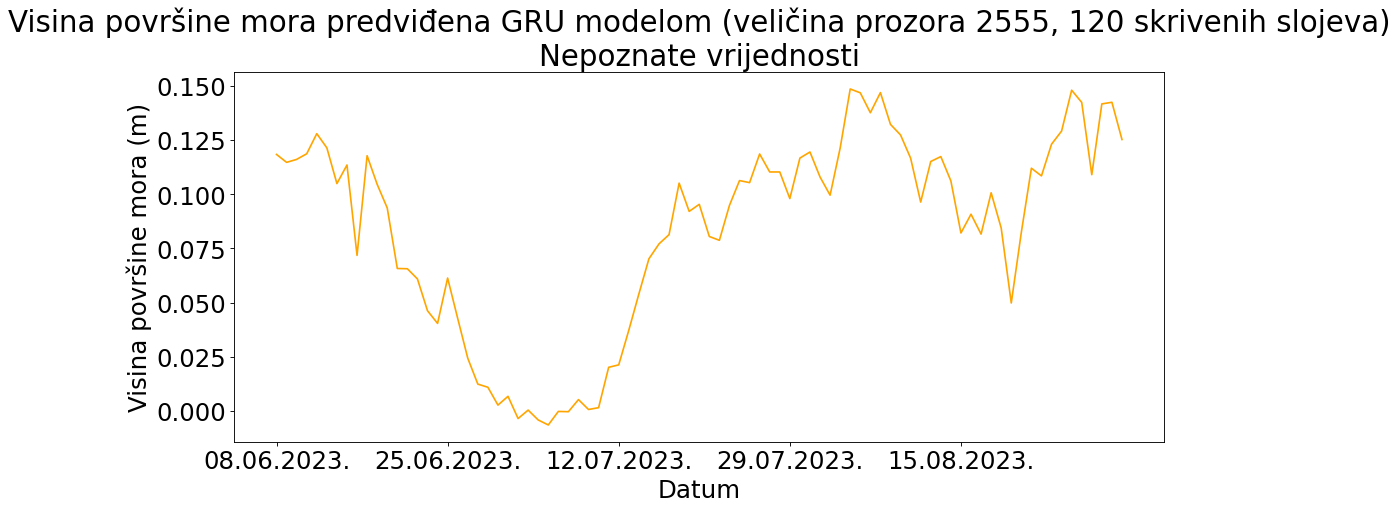 Visina površine mora predviđena GRU modelom (veličina prozora 2555, 120 skrivenih slojeva)
Nepoznate vrijednosti
Visina površine mora (m)
0.150
0.125
0.100
0.075
0.050
0.025
0.000
08.06.2023. 25.06.2023. 12.07.2023. 29.07.2023. 15.08.2023.
Datum